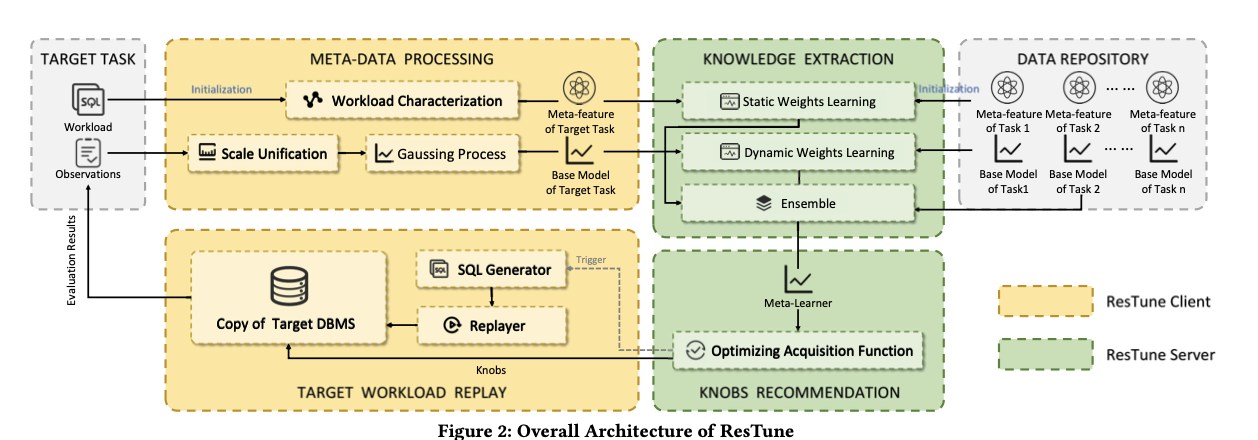 TARGET TASK
SQL
Workload
Observations
META-DATA PROCESSING
Initialization
Workload Characterization
Meta-feature
of Target Task
Scale Unification
Gaussing Process
Base Model
of Target Task
KNOWLEDGE EXTRACTION
Static Weights Learning
Dynamic Weights Learning
Ensemble
DATA REPOSITORY
Initialization
... ...
Meta-feature
of Task 1
Meta-feature
of Task 2
Meta-feature
of Task n
... ...
Base Model
of Task1
Base Model
of Task 2
Base Model
of Task n
Evaluation Results
Copy of Target DBMS
SQL
SQL Generator
Trigger
Replayer
Knobs
TARGET WORKLOAD REPLAY
Meta-Learner
Optimizing Acquisition Function
KNOBS RECOMMENDATION
ResTune Client
ResTune Server
Figure 2: Overall Architecture of ResTune